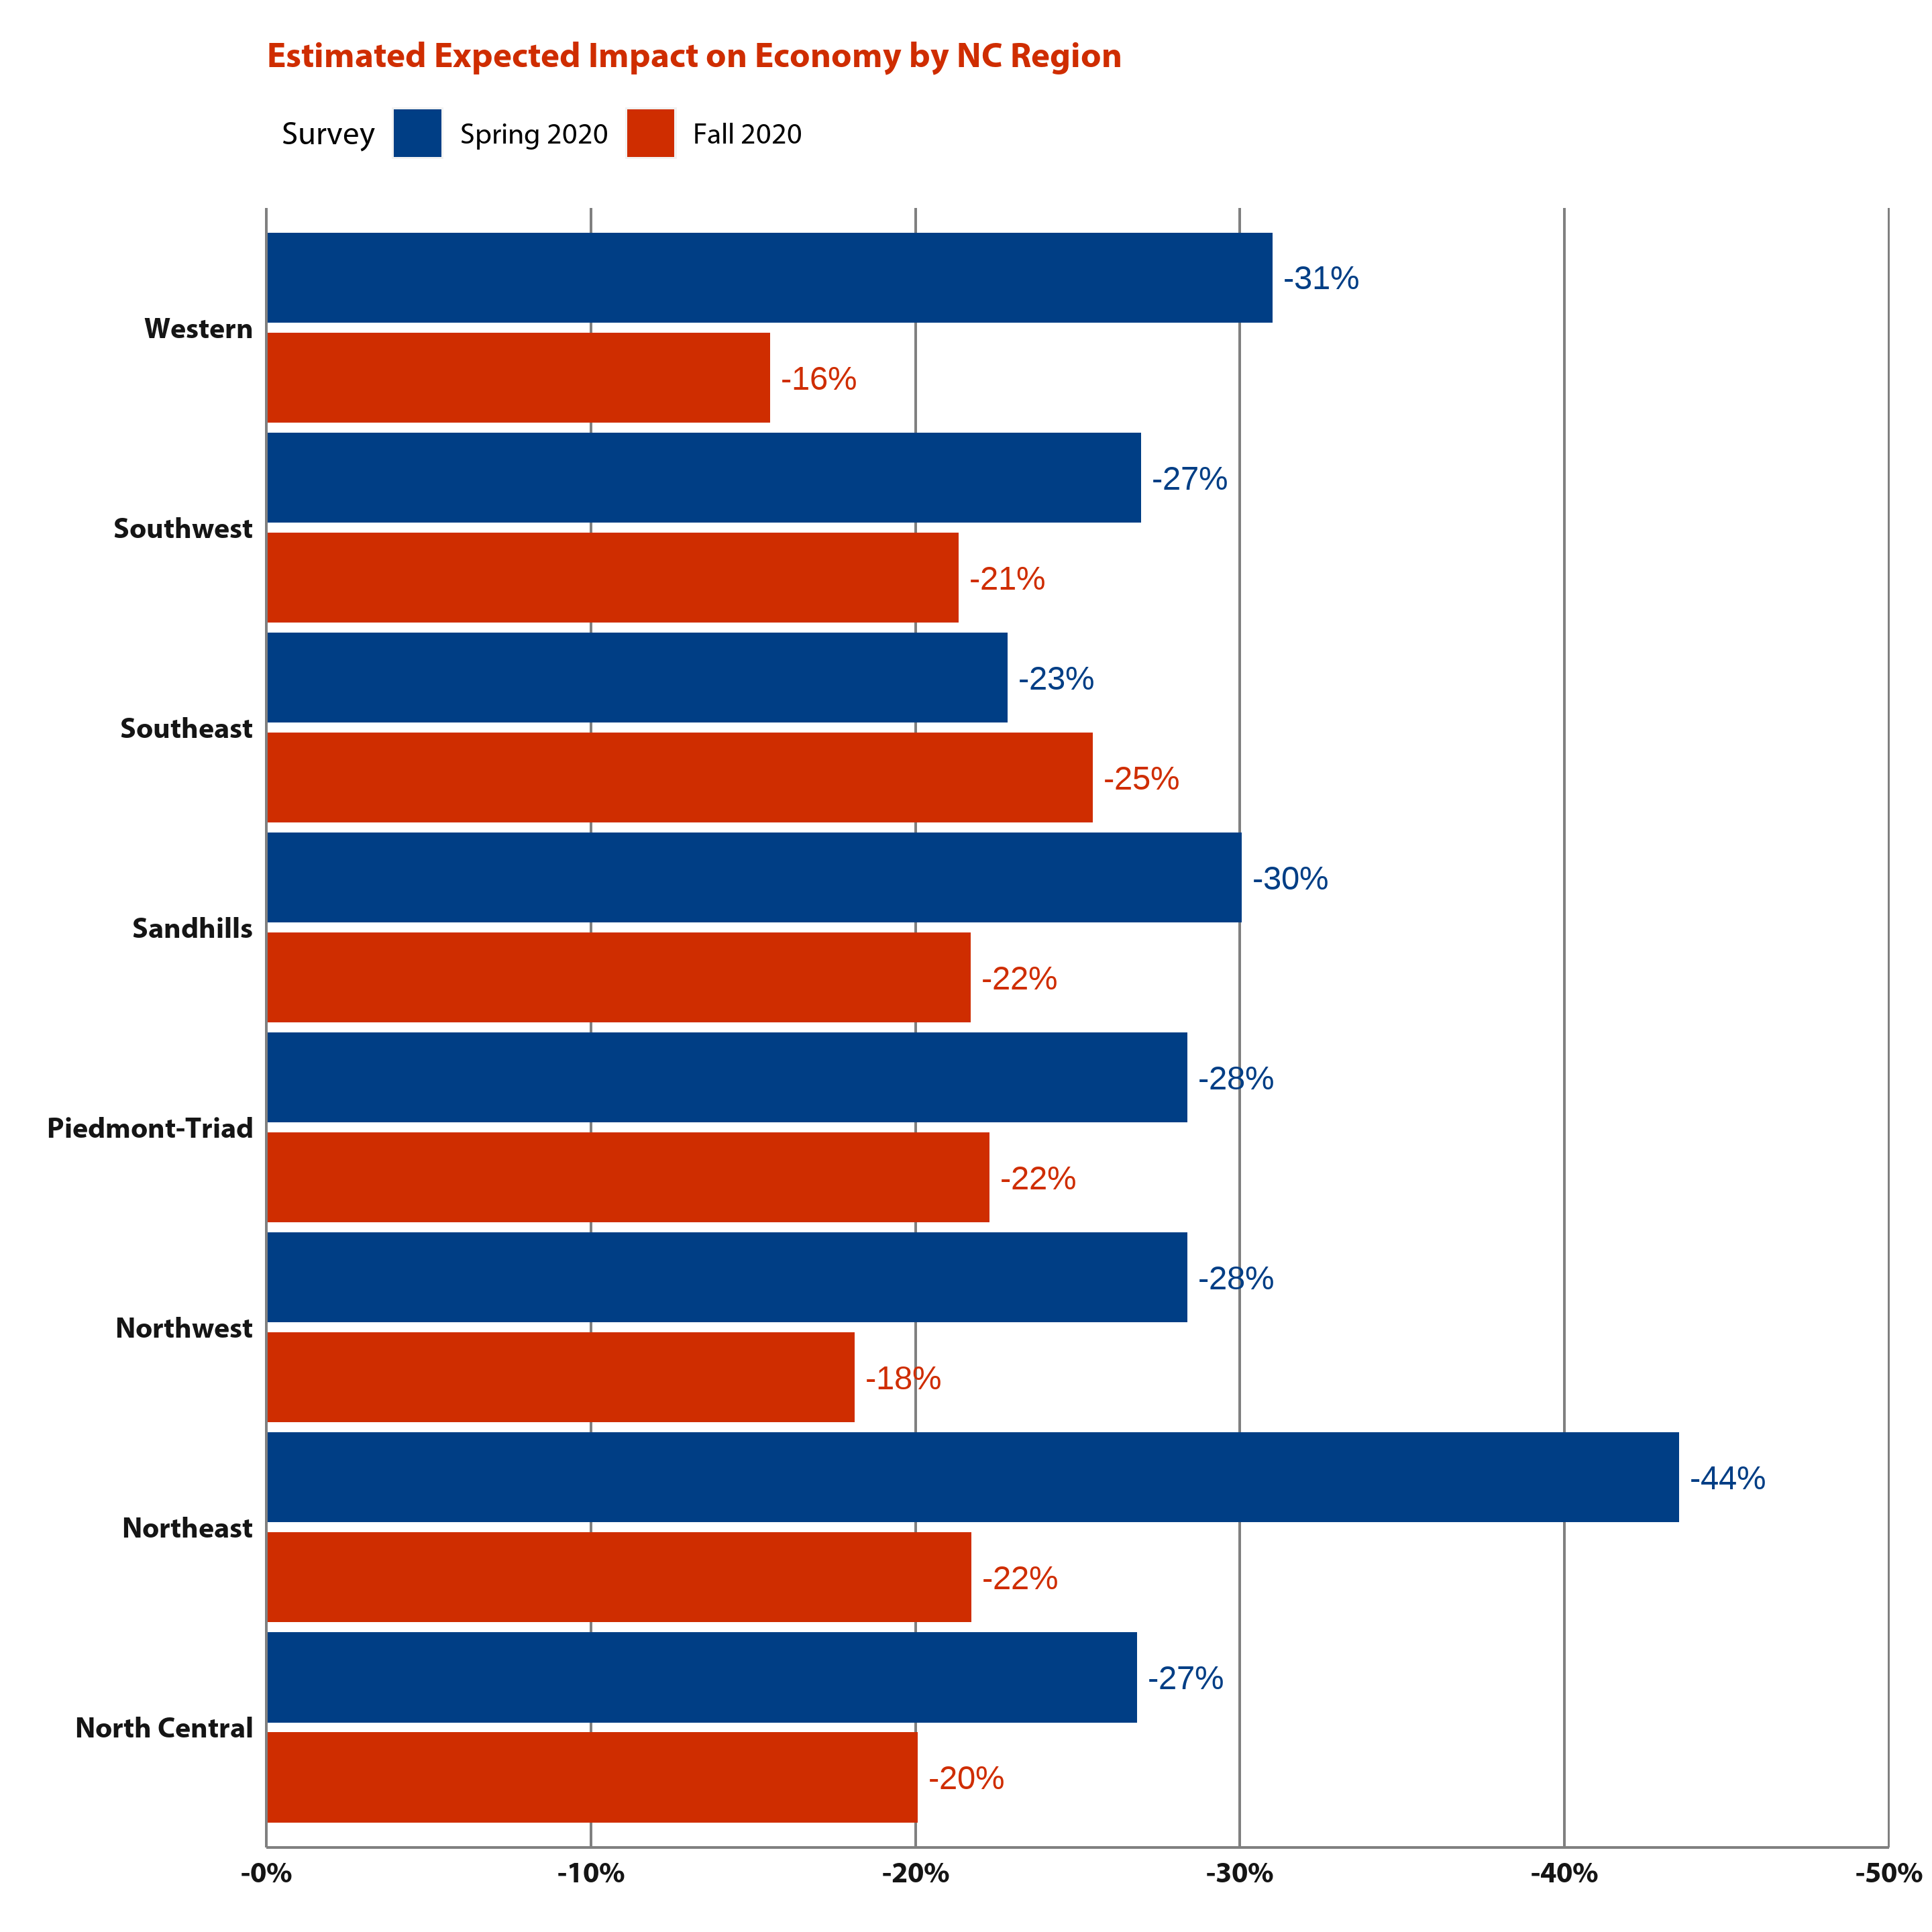 Estimated Expected Impact on Economy by NC Region
Survey Spring 2020 Fall 2020
-31%
Western
-16%
-27%
Southwest
-21%
-23%
Southeast
-25%
-30%
Sandhills
-22%
-28%
Piedmont-Triad
-22%
-28%
Northwest
-18%
-44%
Northeast
-22%
-27%
North Central
-20%
-0% -10% -20% -30% -40% -50%